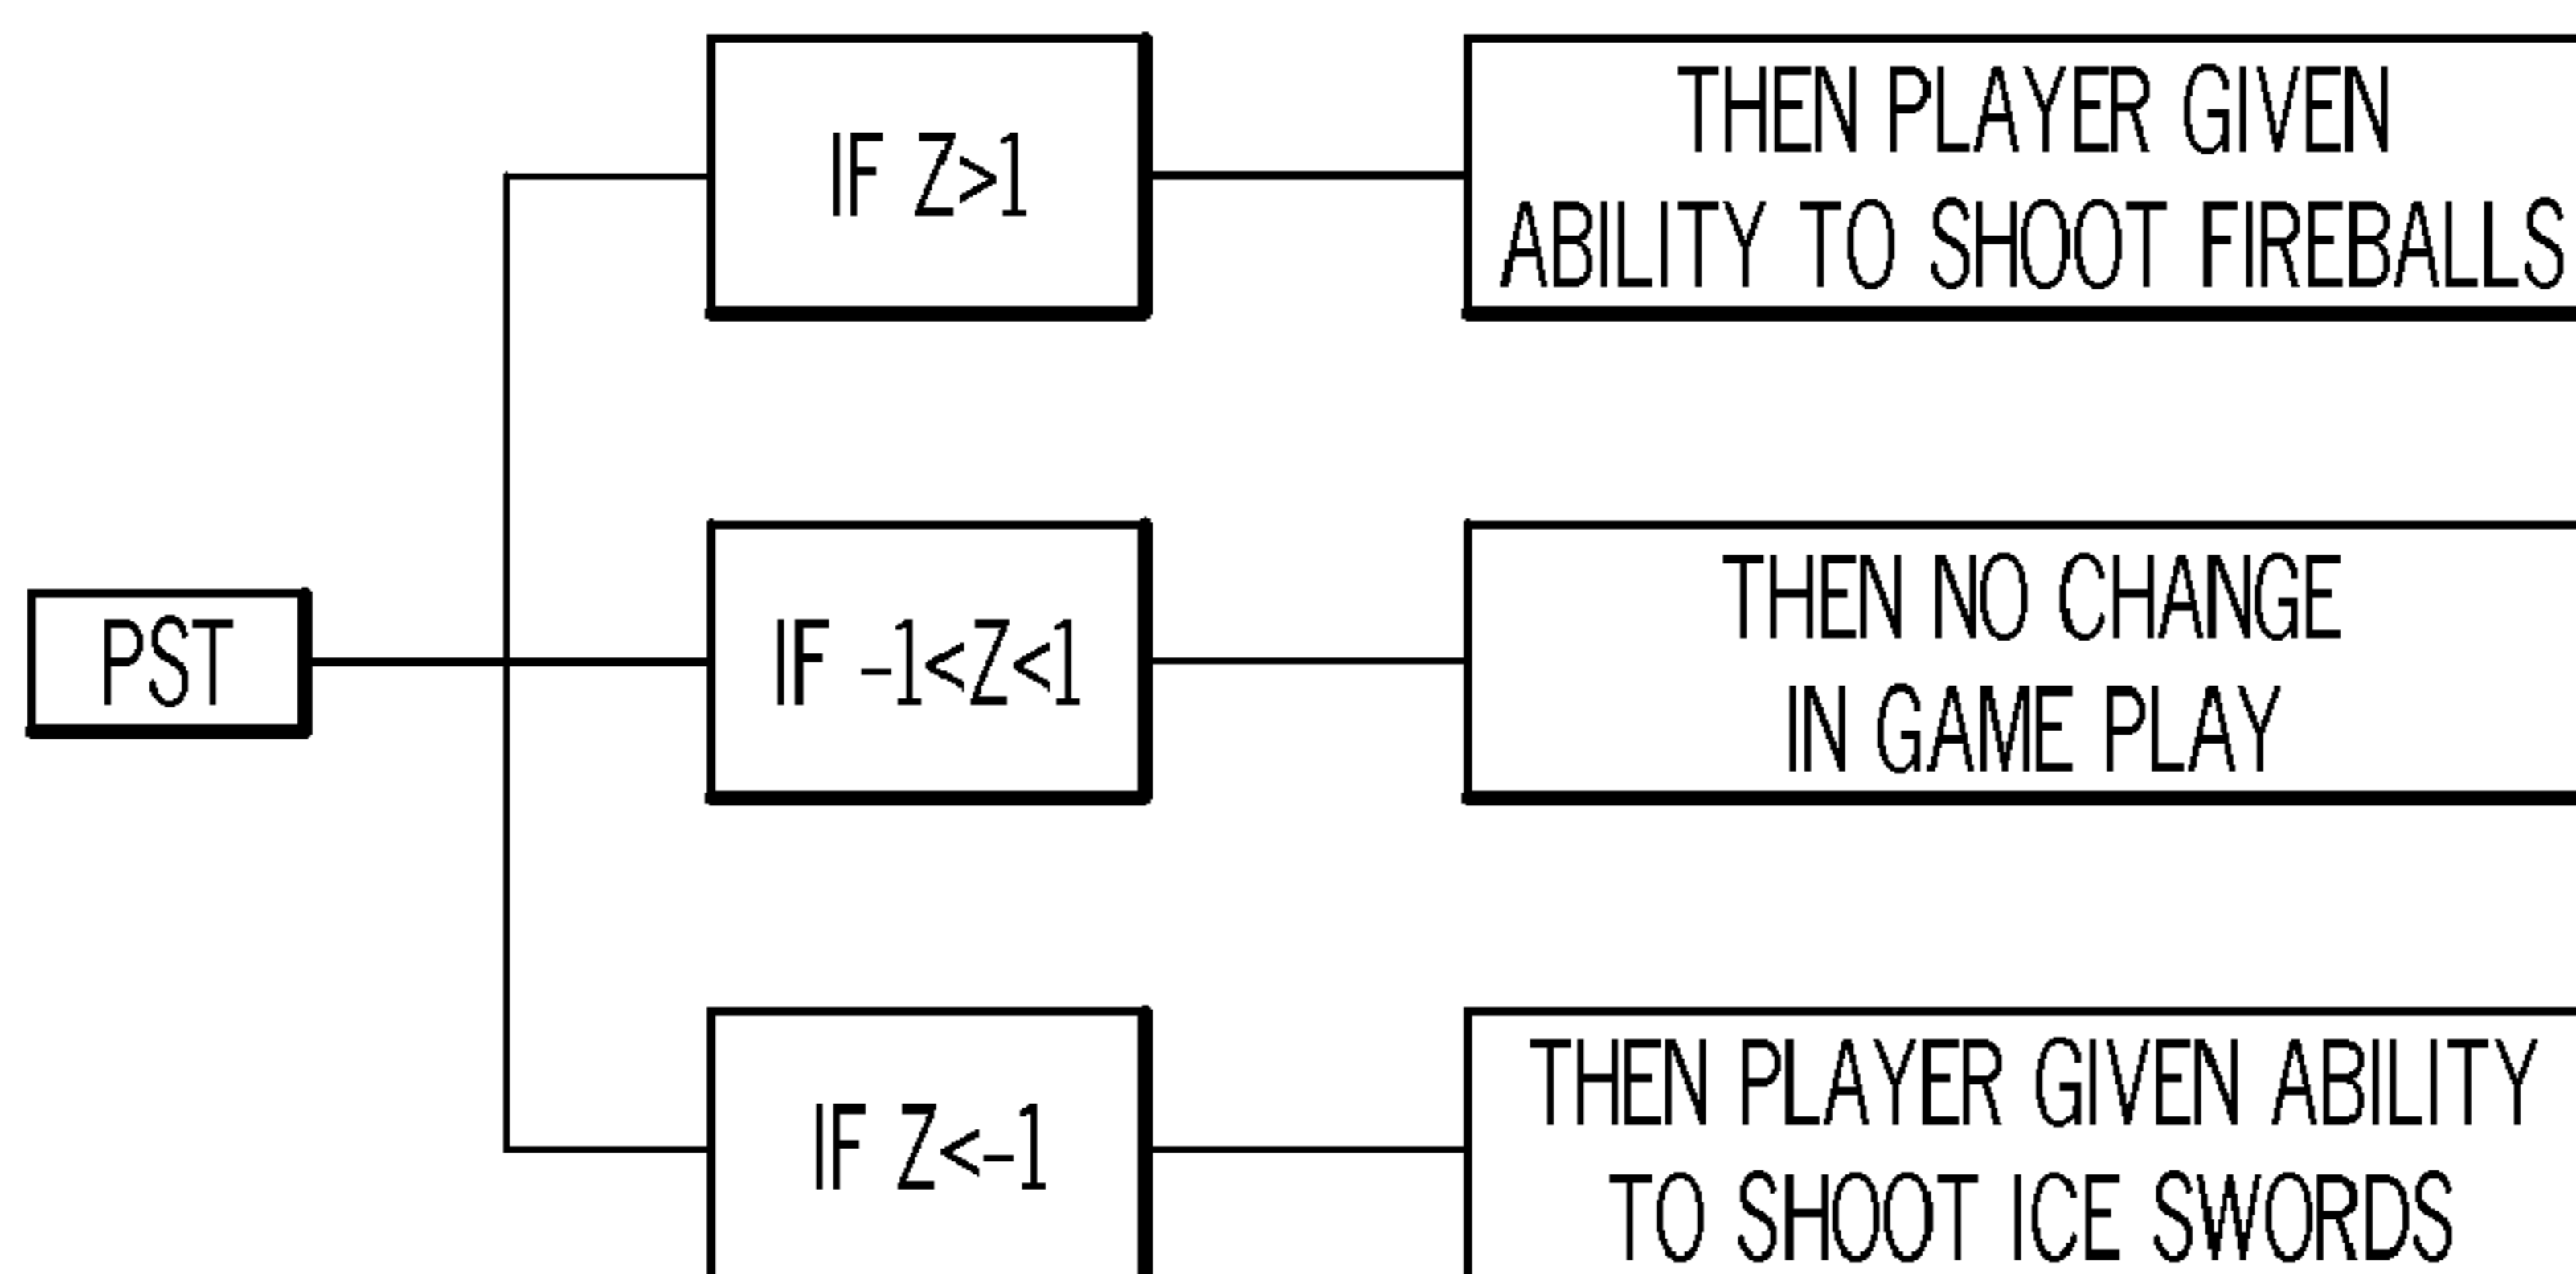 IF Z>1
THEN PLAYER GIVEN
ABILITY TO SHOOT FIREBALLS
PST
IF -1<Z<1
THEN NO CHANGE
IN GAME PLAY
IF Z<-1
THEN PLAYER GIVEN ABILITY
TO SHOOT ICE SWORDS